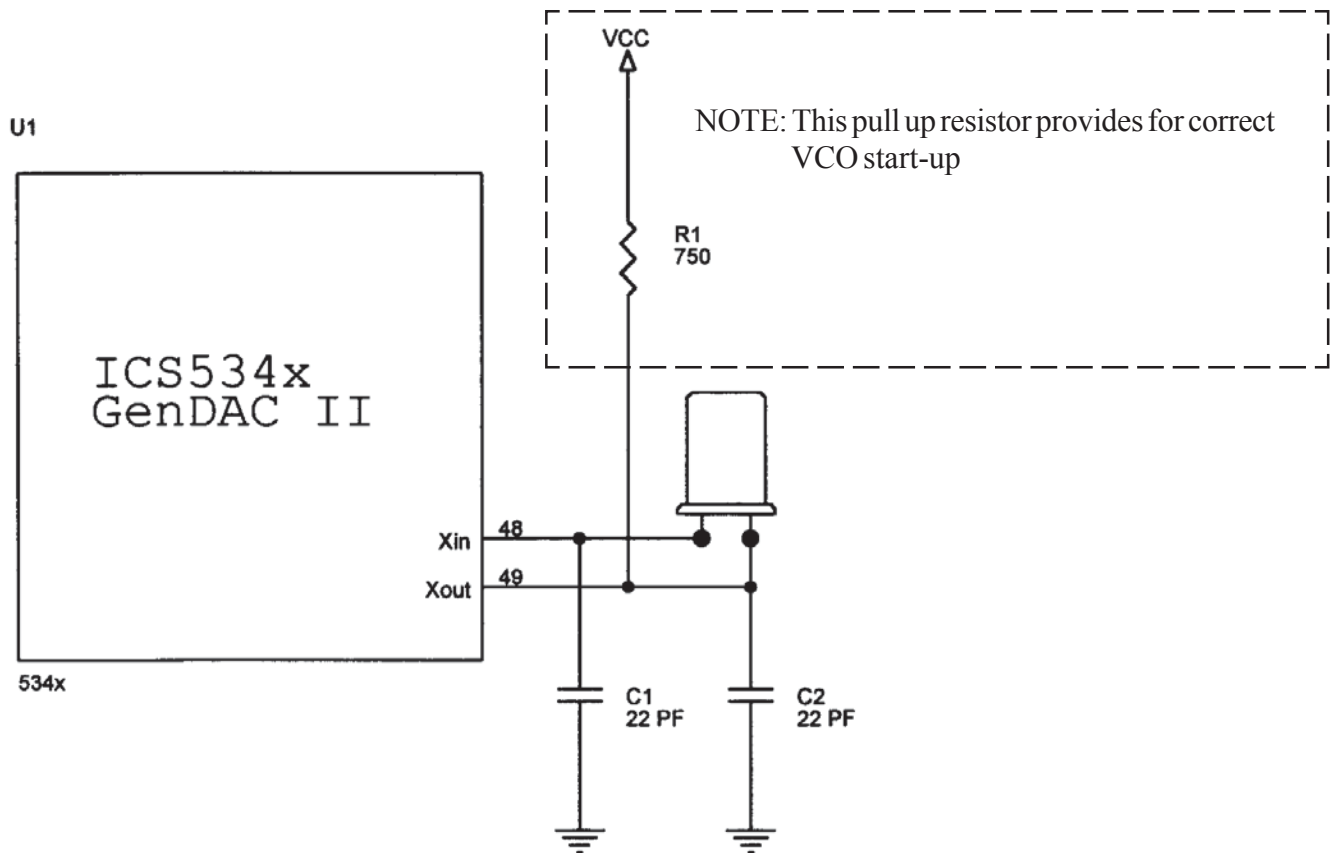 VCC
NOTE: This pull up resistor provides for correct
VCO start-up
U1
R1
750
ICS534x
GenDAC II
Xin
48
Xout
49
534x
C1
22 PF
C2
22 PF